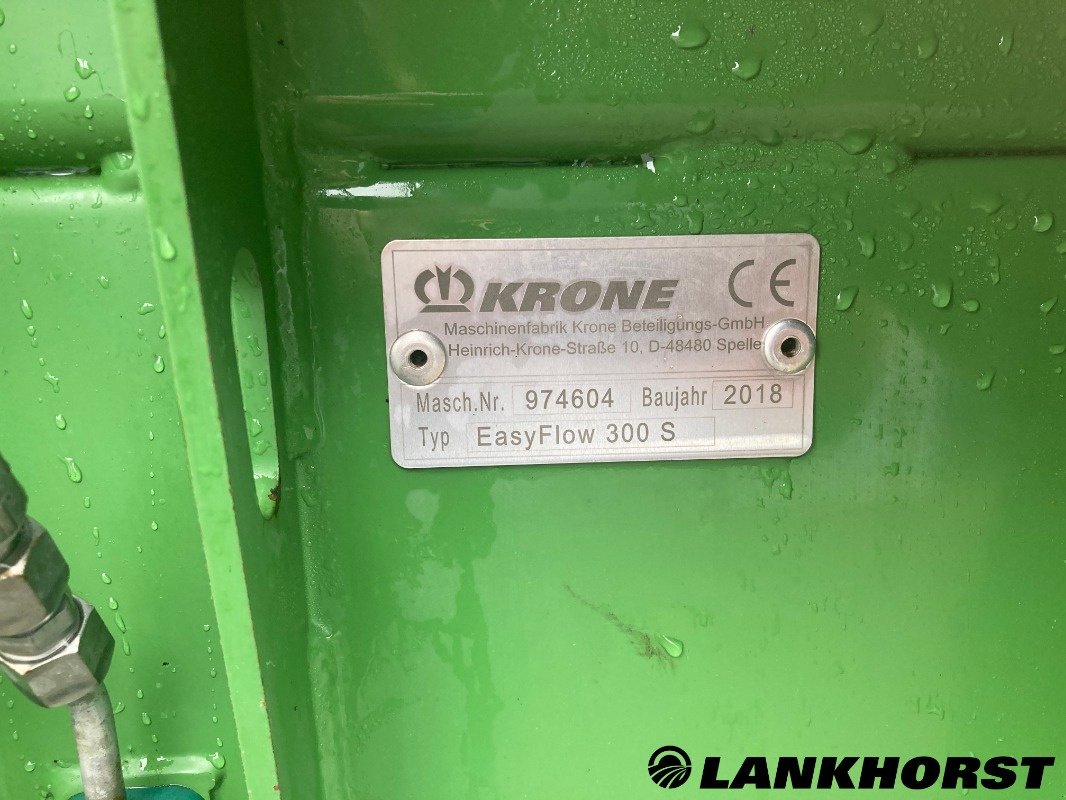 KRONE CE
Maschinenfabrik Krone Beteiligungs-GmbH
Heinrich-Krone-Straße 10, D-48480 Spelle
Masch.Nr. 974604 Baujahr 2018
Typ EasyFlow 300 S
LANKHORST